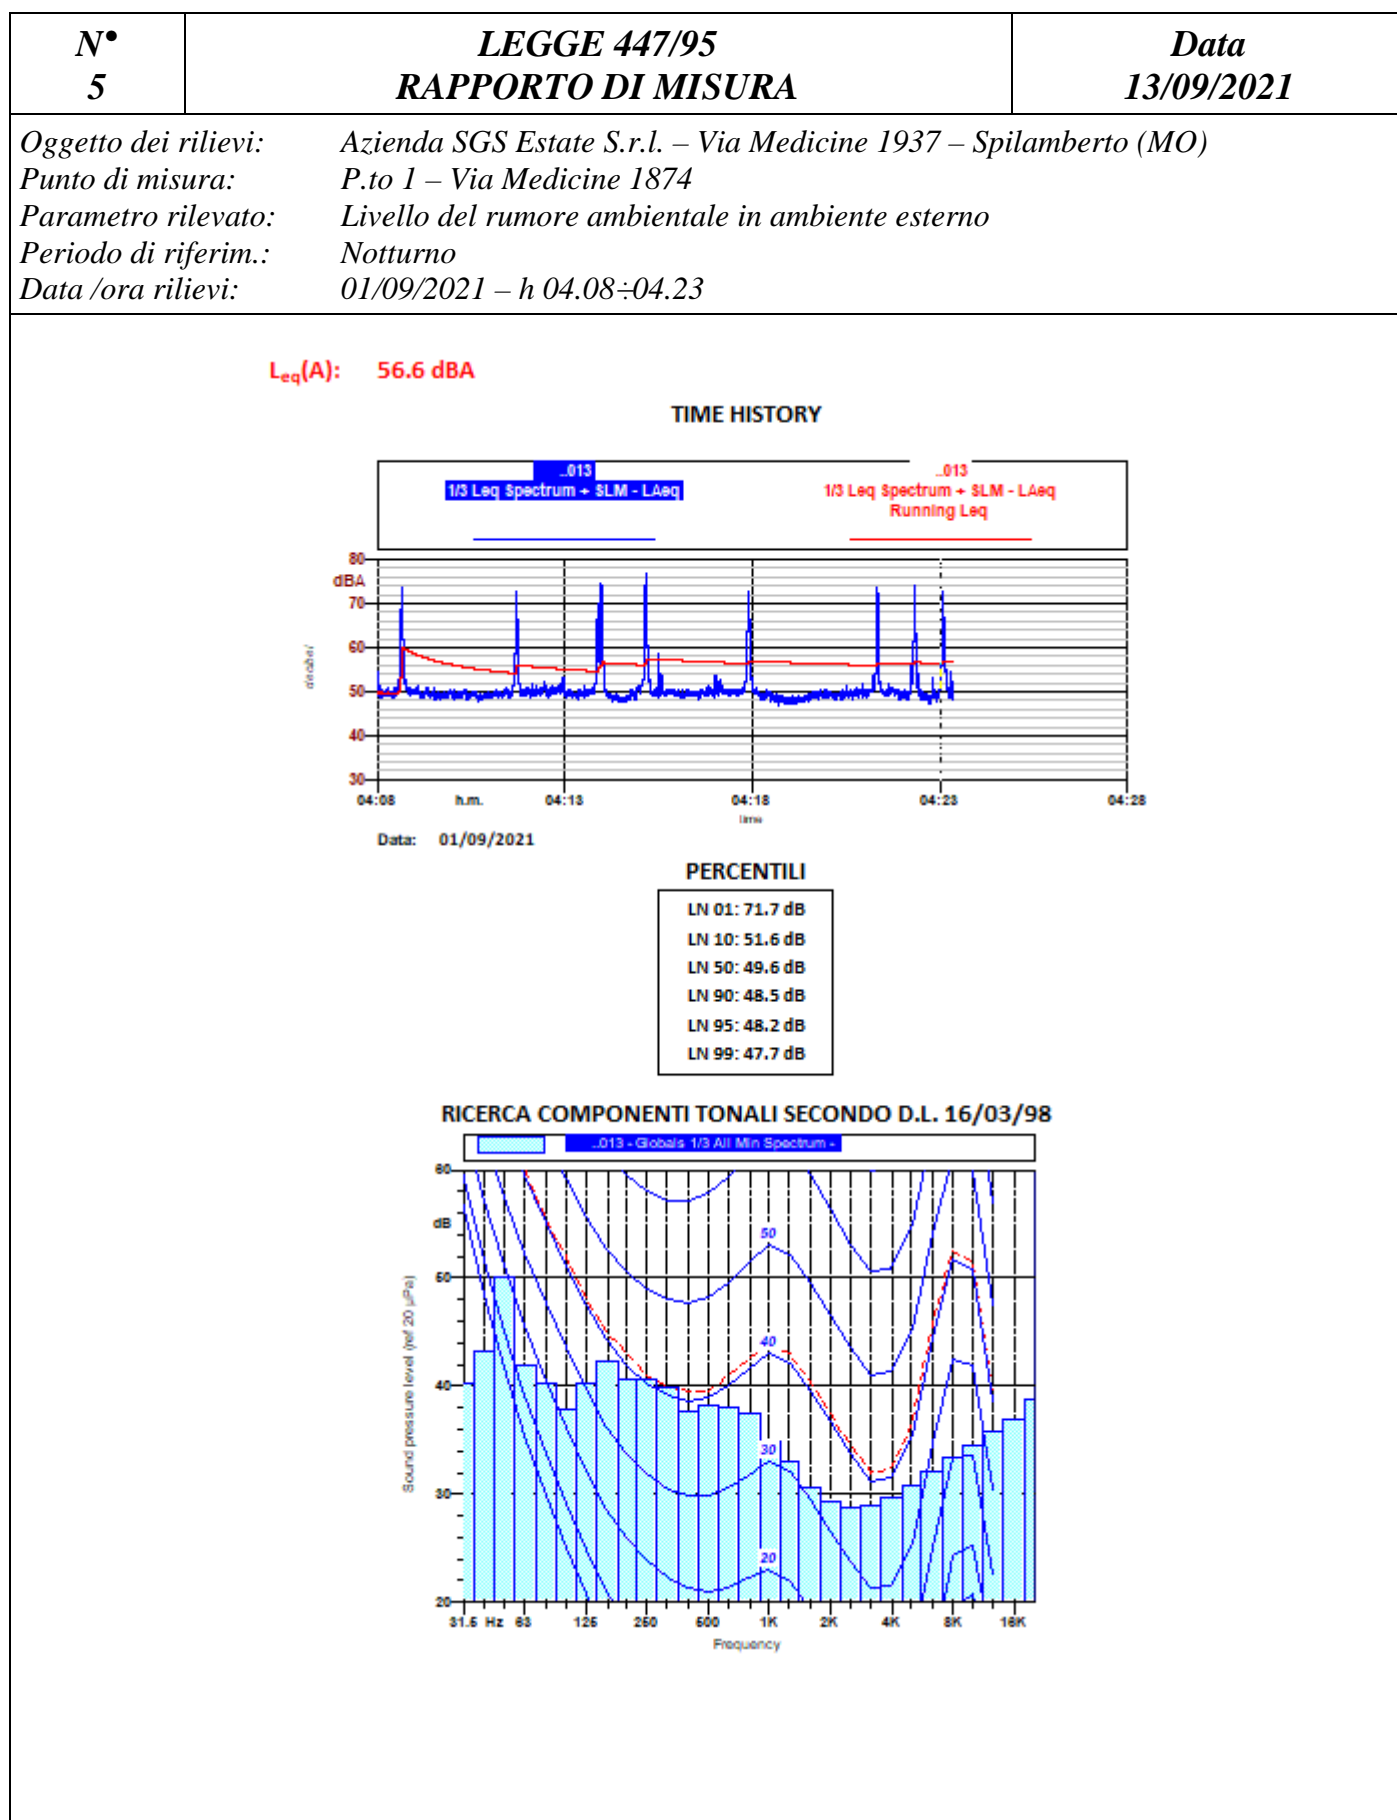 N°
5
LEGGE 447/95
RAPPORTO DI MISURA
Data
13/09/2021
Oggetto dei rilievi: Azienda SGS Estate S.r.l. – Via Medicine 1937 – Spilamberto (MO)
Punto di misura: P.to 1 – Via Medicine 1874
Parametro rilevato: Livello del rumore ambientale in ambiente esterno
Periodo di riferim.: Notturno
Data /ora rilievi: 01/09/2021 – h 04.08÷04.23
Leq(A): 56.6 dBA
TIME HISTORY
..013
1/3 Leq Spectrum + SLM - LAeq
..013
1/3 Leq Spectrum + SLM - LAeq
Running Leq
80
dBA
70
60
decibel
50
40
30
04:08 h.m. 04:13 04:18 04:23 04:28
time
Data: 01/09/2021
PERCENTILI
LN 01: 71.7 dB
LN 10: 51.6 dB
LN 50: 49.6 dB
LN 90: 48.5 dB
LN 95: 48.2 dB
LN 99: 47.7 dB
RICERCA COMPONENTI TONALI SECONDO D.L. 16/03/98
..013 - Globals 1/3 All Min Spectrum -
60
dB
50
40
30
20
Sound pressure level (ref 20 µPa)
50
40
30
20
31.5 Hz 63 125 250 500 1K 2K 4K 8K 16K
Frequency